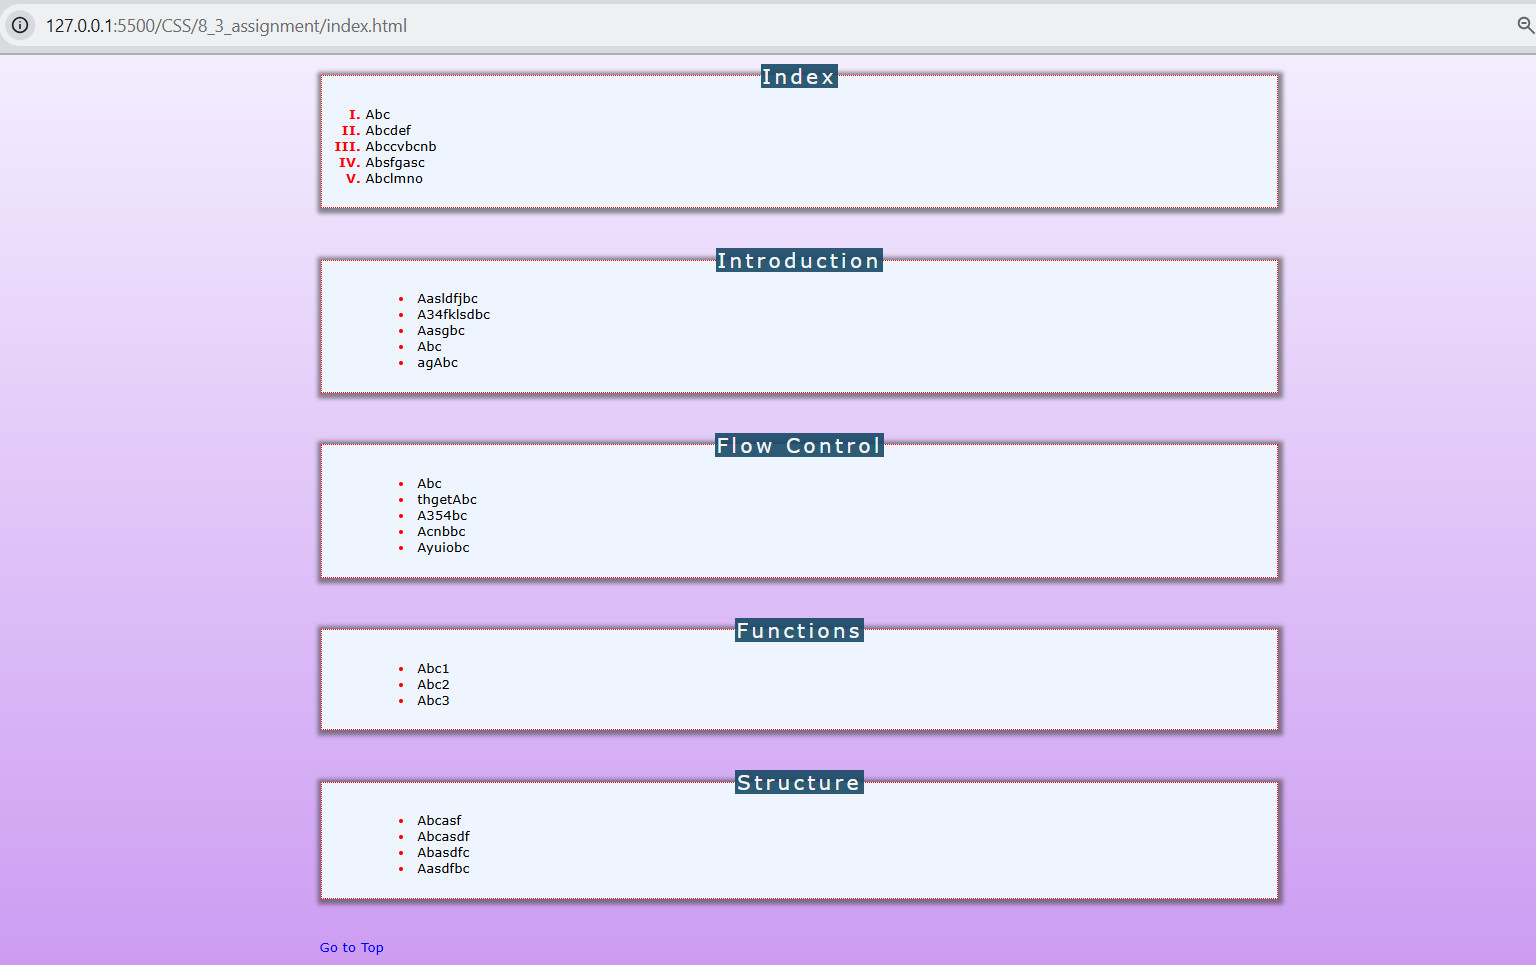 127.0.0.1:5500/CSS/8_3_assignment/index.html
Index
I. Abc
II. Abcdef
III. Abccvbcnb
IV. Absfgasc
V. Abclmno
Introduction
• Aasldfjbc
• A34fklsdbc
• Aasgbc
• Abc
• agAbc
Flow Control
• Abc
• thgetAbc
• A354bc
• Acnbbc
• Ayuiobc
Functions
• Abc1
• Abc2
• Abc3
Structure
• Abcasf
• Abcasdf
• Abasdfc
• Aasdfbc
Go to Top